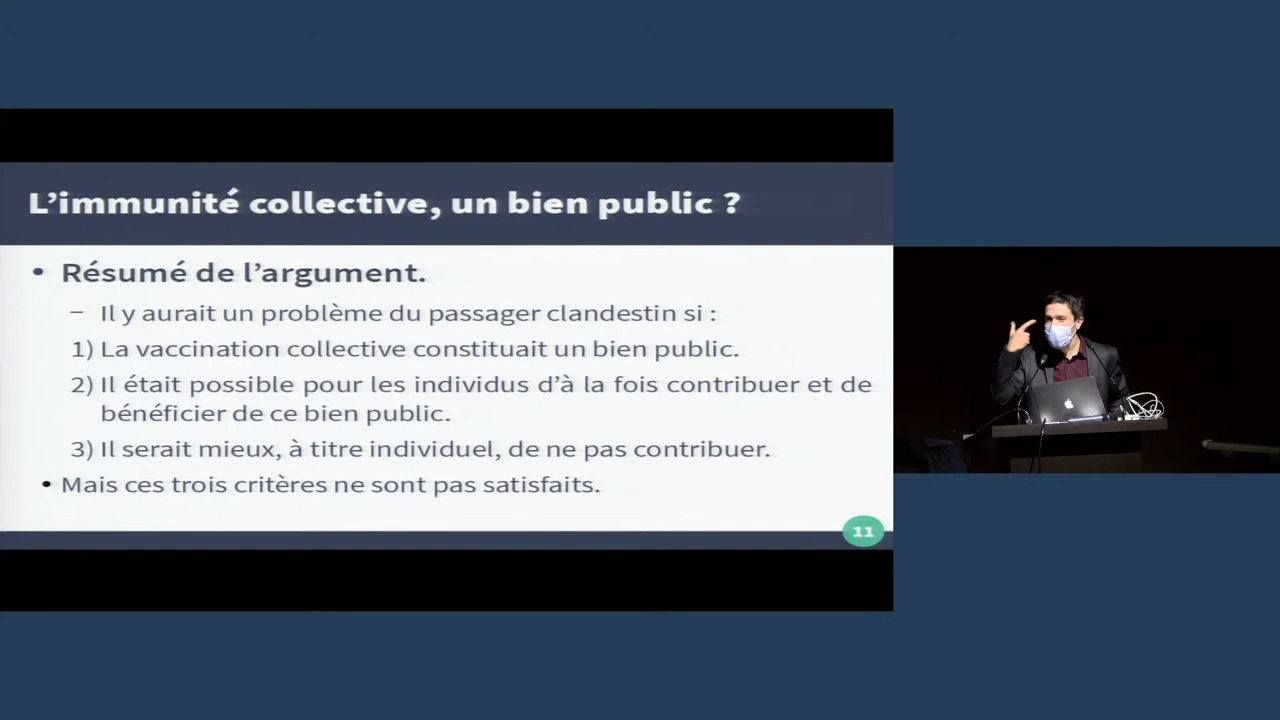 L’immunité collective, un bien public ?
• Résumé de l’argument.
– Il y aurait un problème du passager clandestin si :
1) La vaccination collective constituait un bien public.
2) Il était possible pour les individus d’à la fois contribuer et de
bénéficier de ce bien public.
3) Il serait mieux, à titre individuel, de ne pas contribuer.
• Mais ces trois critères ne sont pas satisfaits.
11